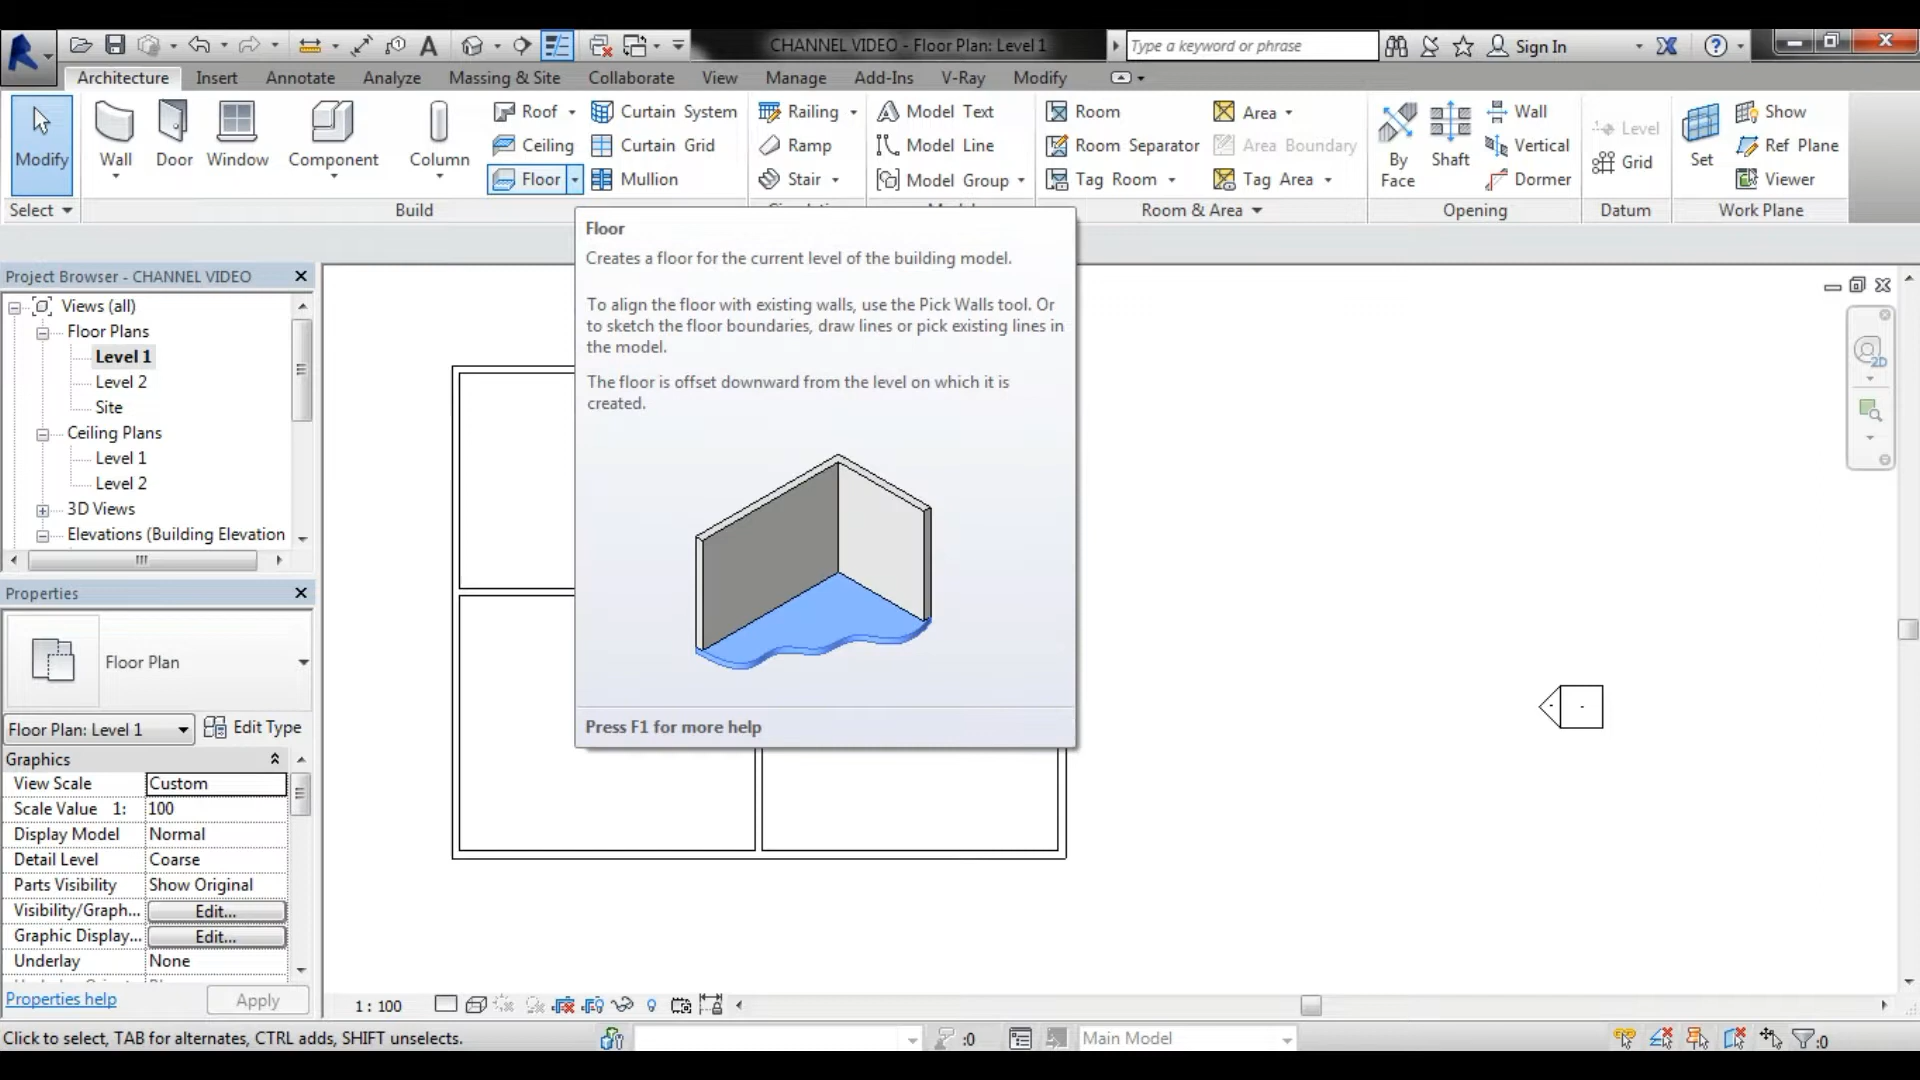 CHANNEL VIDEO - Floor Plan: Level 1
Type a keyword or phrase
Sign In
Architecture Insert Annotate Analyze Massing & Site Collaborate View Manage Add-Ins V-Ray Modify
Modify
Wall
Door
Window
Component
Column
Roof
Ceiling
Floor
Curtain System
Curtain Grid
Mullion
Railing
Ramp
Stair
Model Text
Model Line
Model Group
Room
Room Separator
Tag Room
Area
Area Boundary
Tag Area
By
Face
Shaft
Wall
Vertical
Dormer
Level
Grid
Set
Show
Ref Plane
Viewer
Select
Build
Room & Area
Opening
Datum
Work Plane
Floor
Creates a floor for the current level of the building model.
To align the floor with existing walls, use the Pick Walls tool. Or
to sketch the floor boundaries, draw lines or pick existing lines in
the model.
The floor is offset downward from the level on which it is
created.
Press F1 for more help
Project Browser - CHANNEL VIDEO
Views (all)
Floor Plans
Level 1
Level 2
Site
Ceiling Plans
Level 1
Level 2
3D Views
Elevations (Building Elevation
Properties
Floor Plan
Floor Plan: Level 1
Edit Type
Graphics
View Scale Custom
Scale Value 1: 100
Display Model Normal
Detail Level Coarse
Parts Visibility Show Original
Visibility/Graph... Edit...
Graphic Display... Edit...
Underlay None
Properties help
Apply
2D
1 : 100
Click to select, TAB for alternates, CTRL adds, SHIFT unselects.
:0
Main Model
:0